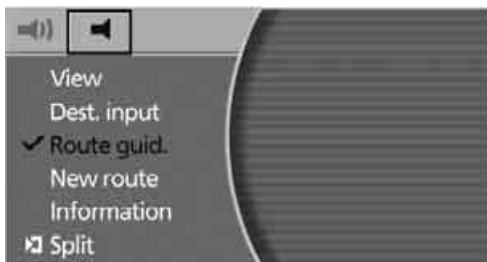 View
Dest. input
Route guid.
New route
Information
Split